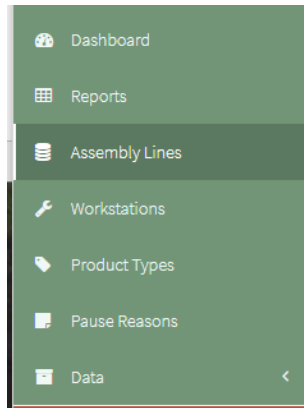 Dashboard
Reports
Assembly Lines
Workstations
Product Types
Pause Reasons
Data